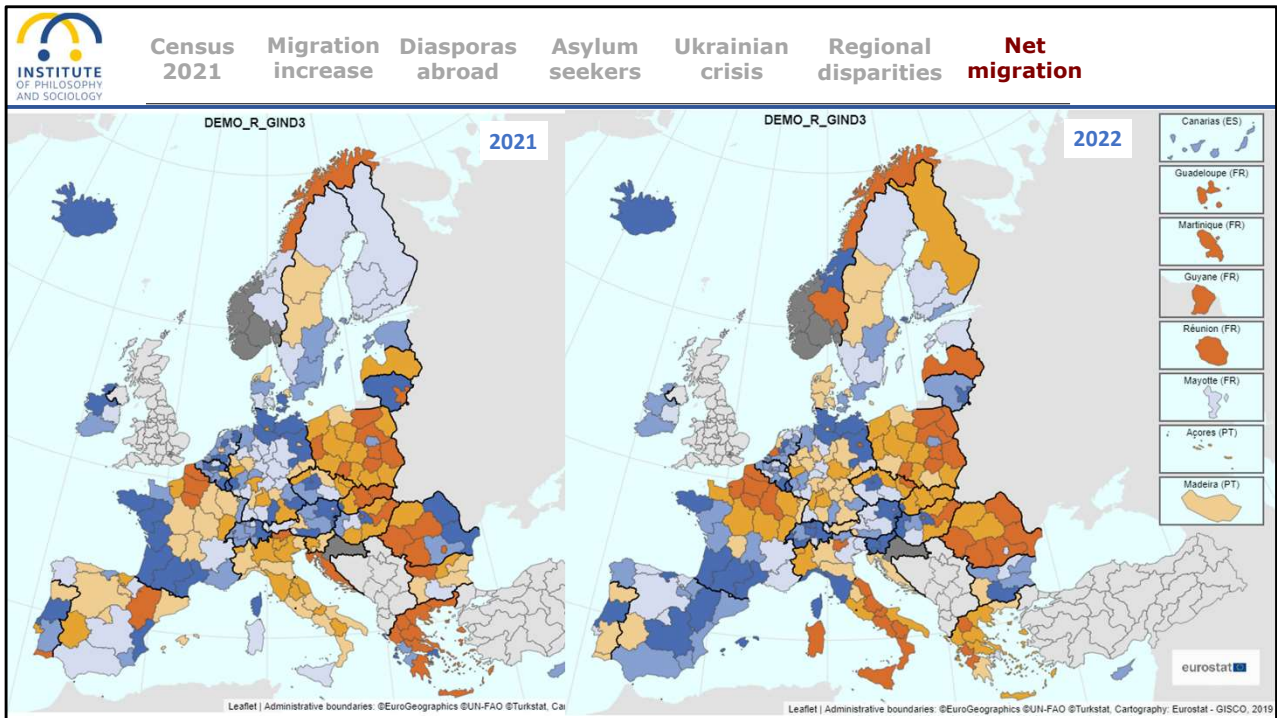 INSTITUTE
OF PHILOSOPHY
AND SOCIOLOGY
Census
2021
Migration
increase
Diasporas
abroad
Asylum
seekers
Ukrainian
crisis
Regional
disparities
Net
migration
DEMO_R_GIND3
2021
Leaflet | Administrative boundaries: ©EuroGeographics ©UN-FAO ©Turkstat, Car
DEMO_R_GIND3
2022
Canarias (ES)
Guadeloupe (FR)
Martinique (FR)
Guyane (FR)
Réunion (FR)
Mayotte (FR)
Açores (PT)
Madeira (PT)
eurostat
Leaflet | Administrative boundaries: ©EuroGeographics ©UN-FAO ©Turkstat, Cartography: Eurostat - GISCO, 2019